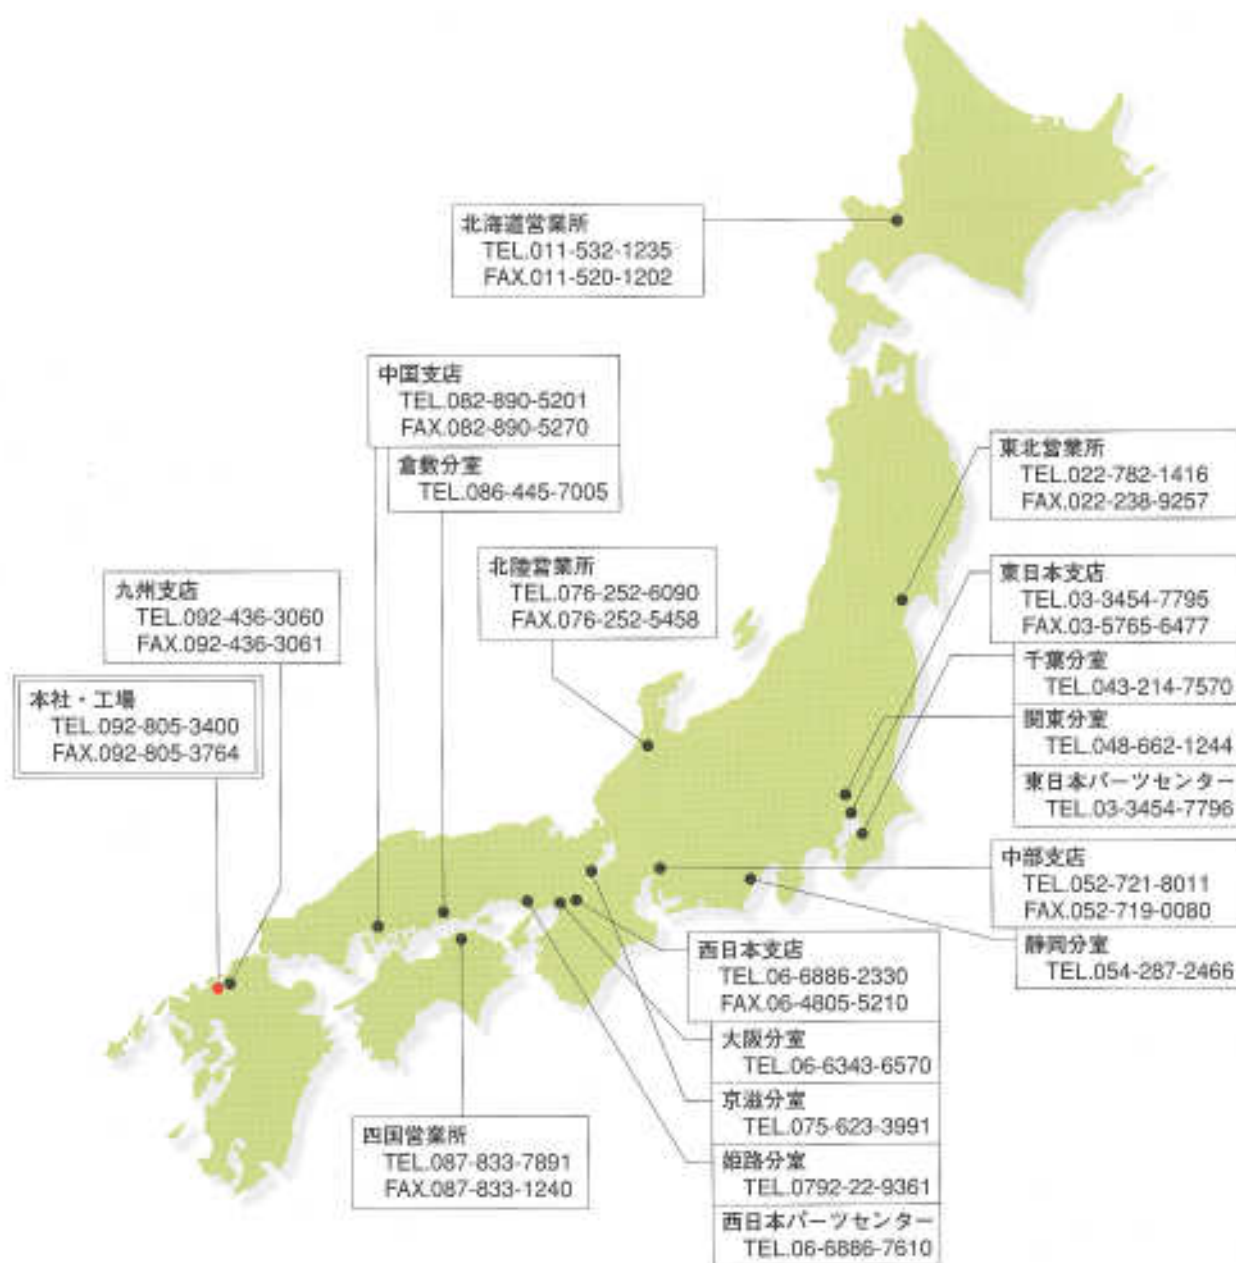 北海道営業所
TEL.011-532-1235
FAX.011-520-1202
中国支店
TEL.082-890-5201
FAX.082-890-5270
倉敷分室
TEL.086-445-7005
東北営業所
TEL.022-782-1416
FAX.022-238-9257
北陸営業所
TEL.076-252-6090
FAX.076-252-5458
東日本支店
TEL.03-3454-7795
FAX.03-5765-6477
千葉分室
TEL.043-214-7570
関東分室
TEL.048-662-1244
東日本パーツセンター
TEL.03-3454-7796
九州支店
TEL.092-436-3060
FAX.092-436-3061
本社・工場
TEL.092-805-3400
FAX.092-805-3764
中部支店
TEL.052-721-8011
FAX.052-719-0080
静岡分室
TEL.054-287-2466
西日本支店
TEL.06-6886-2330
FAX.06-4805-5210
大阪分室
TEL.06-6343-6570
京滋分室
TEL.075-623-3991
姫路分室
TEL.0792-22-9361
西日本パーツセンター
TEL.06-6886-7610
四国営業所
TEL.087-833-7891
FAX.087-833-1240